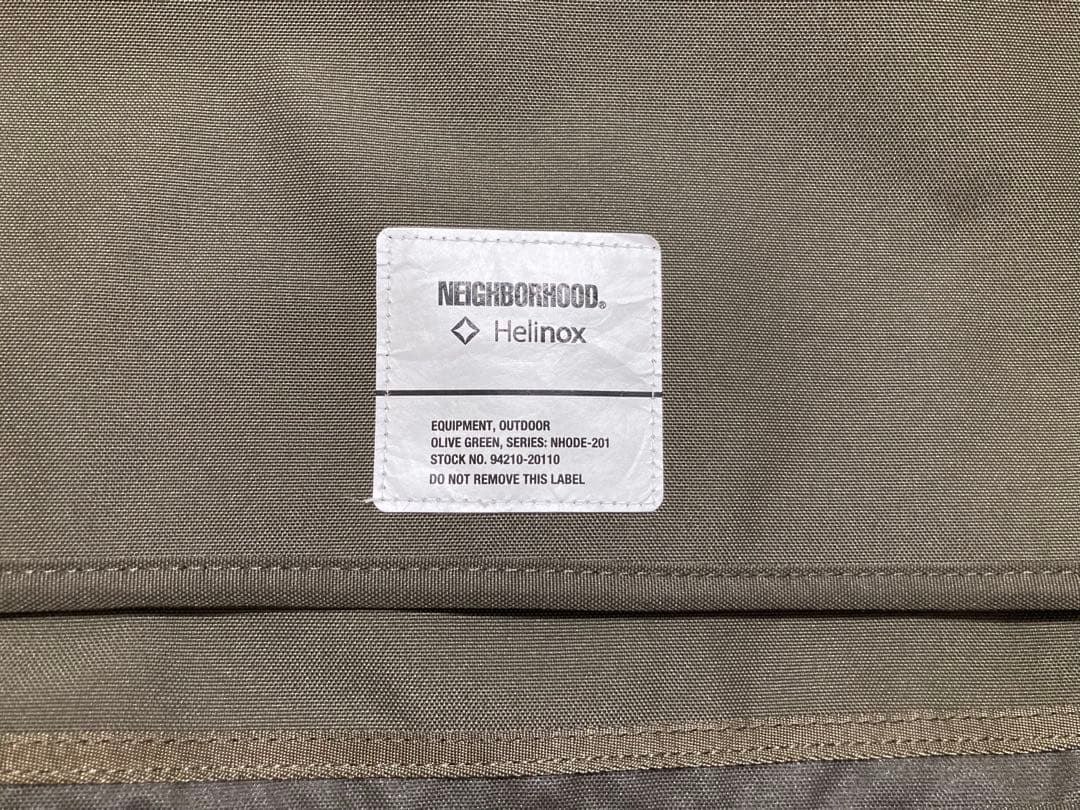 NEIGHBORHOOD®
Helinox
EQUIPMENT, OUTDOOR
OLIVE GREEN, SERIES: NHODE-201
STOCK NO. 94210-20110
DO NOT REMOVE THIS LABEL